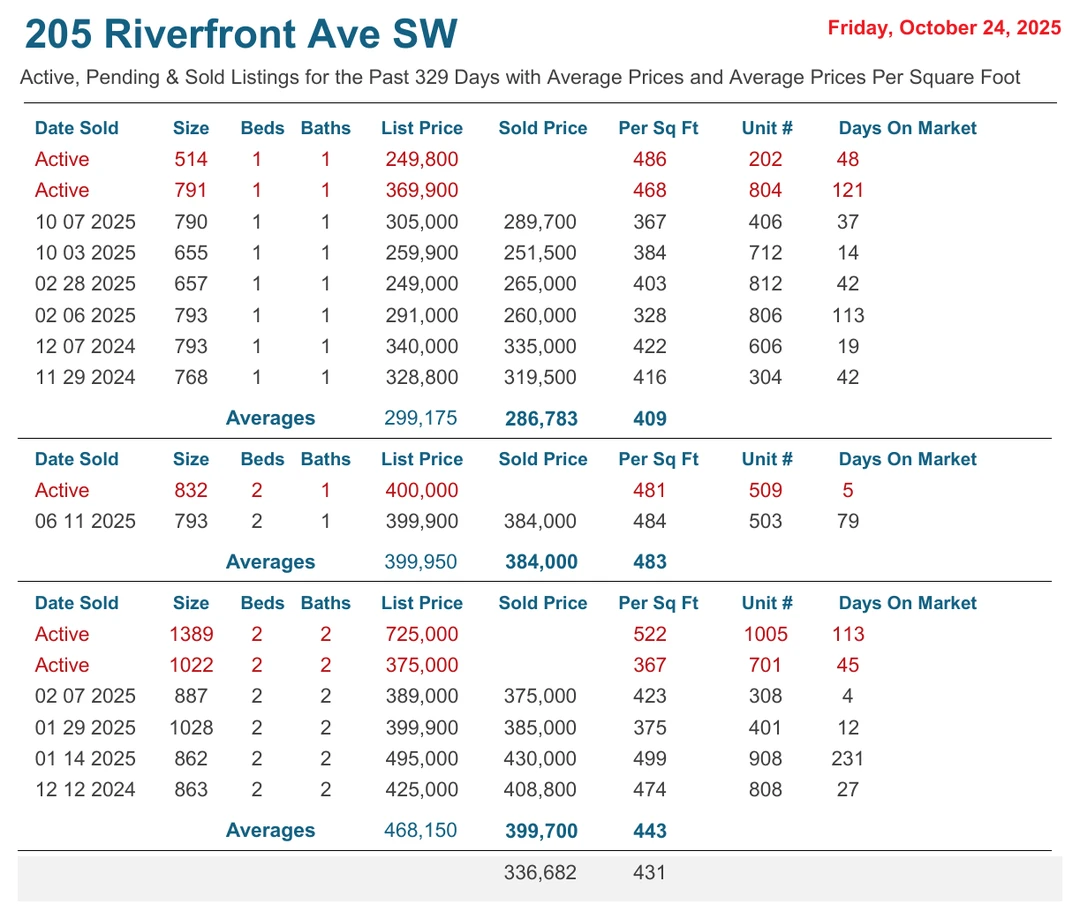 205 Riverfront Ave SW
Friday, October 24, 2025
Active, Pending & Sold Listings for the Past 329 Days with Average Prices and Average Prices Per Square Foot
Date Sold Size Beds Baths List Price Sold Price Per Sq Ft Unit # Days On Market
Active 514 1 1 249,800 486 202 48
Active 791 1 1 369,900 468 804 121
10 07 2025 790 1 1 305,000 289,700 367 406 37
10 03 2025 655 1 1 259,900 251,500 384 712 14
02 28 2025 657 1 1 249,000 265,000 403 812 42
02 06 2025 793 1 1 291,000 260,000 328 806 113
12 07 2024 793 1 1 340,000 335,000 422 606 19
11 29 2024 768 1 1 328,800 319,500 416 304 42
Averages 299,175 286,783 409
Date Sold Size Beds Baths List Price Sold Price Per Sq Ft Unit # Days On Market
Active 832 2 1 400,000 481 509 5
06 11 2025 793 2 1 399,900 384,000 484 503 79
Averages 399,950 384,000 483
Date Sold Size Beds Baths List Price Sold Price Per Sq Ft Unit # Days On Market
Active 1389 2 2 725,000 522 1005 113
Active 1022 2 2 375,000 367 701 45
02 07 2025 887 2 2 389,000 375,000 423 308 4
01 29 2025 1028 2 2 399,900 385,000 375 401 12
01 14 2025 862 2 2 495,000 430,000 499 908 231
12 12 2024 863 2 2 425,000 408,800 474 808 27
Averages 468,150 399,700 443
336,682 431